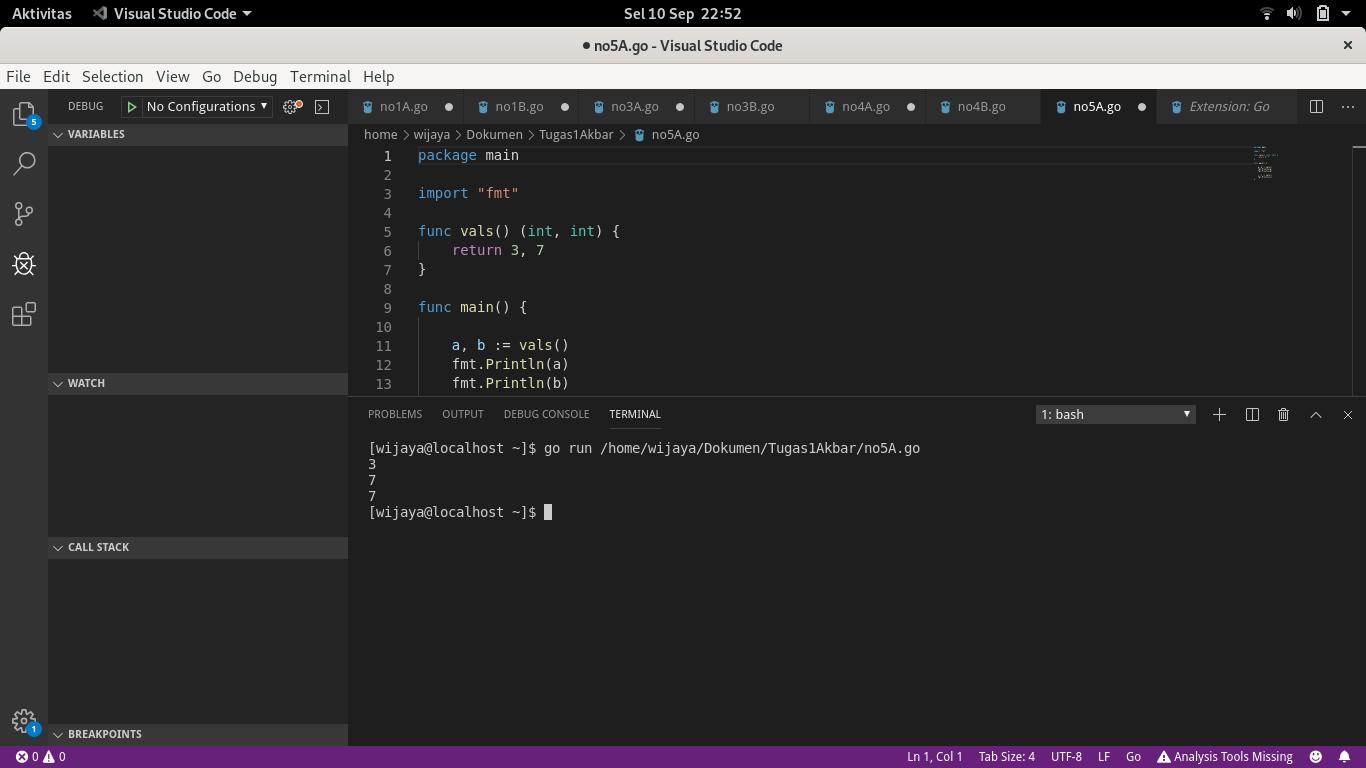 Aktivitas Visual Studio Code Sel 10 Sep 22:52
● no5A.go - Visual Studio Code ×
File Edit Selection View Go Debug Terminal Help
DEBUG No Configurations
no1A.go no1B.go no3A.go no3B.go no4A.go no4B.go no5A.go Extension: Go
home > wijaya > Dokumen > Tugas1Akbar > no5A.go
5
VARIABLES
1 package main
2
3 import "fmt"
4
5 func vals() (int, int) {
6 return 3, 7
7 }
8
9 func main() {
10
11 a, b := vals()
12 fmt.Println(a)
13 fmt.Println(b)
WATCH
CALL STACK
BREAKPOINTS
1
PROBLEMS OUTPUT DEBUG CONSOLE TERMINAL 1: bash
[wijaya@localhost ~]$ go run /home/wijaya/Dokumen/Tugas1Akbar/no5A.go
3
7
7
[wijaya@localhost ~]$
0 0 Ln 1, Col 1 Tab Size: 4 UTF-8 LF Go Analysis Tools Missing